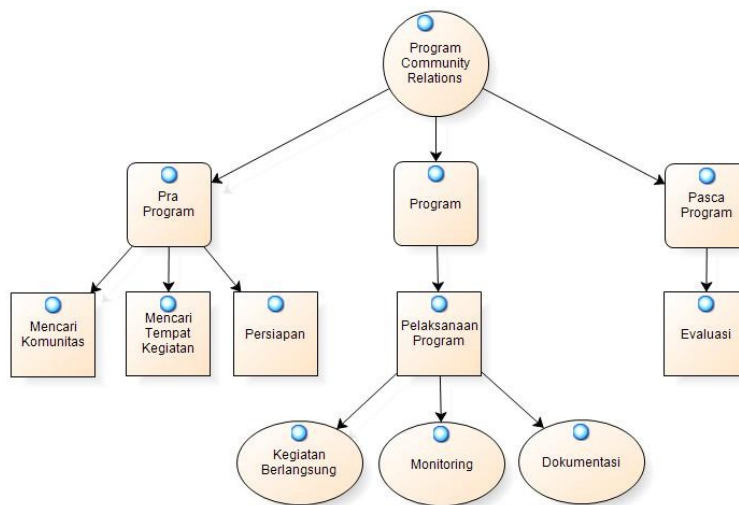 Program
Community
Relations
Pra
Program
Program
Pasca
Program
Mencari
Komunitas
Mencari
Tempat
Kegiatan
Persiapan
Pelaksanaan
Program
Evaluasi
Kegiatan
Berlangsung
Monitoring
Dokumentasi